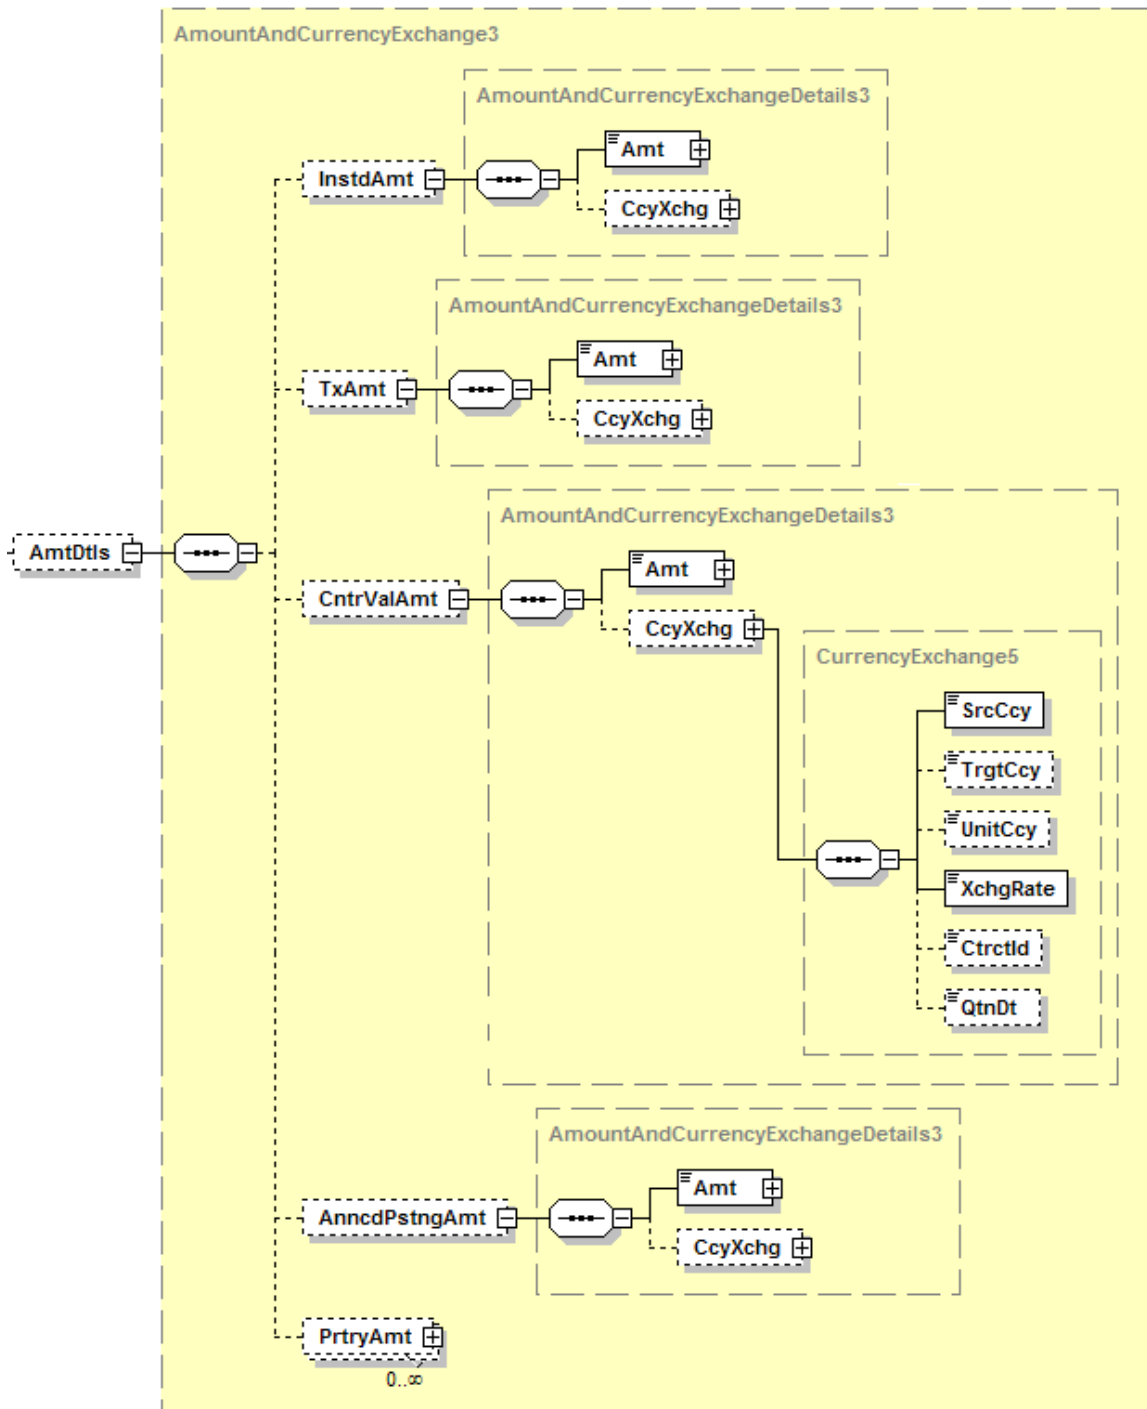 AmountAndCurrencyExchange3
AmountAndCurrencyExchangeDetails3
Amt
InstdAmt
CcyXchg
AmountAndCurrencyExchangeDetails3
Amt
TxAmt
CcyXchg
AmountAndCurrencyExchangeDetails3
AmtDtls
Amt
CntrValAmt
CcyXchg
CurrencyExchange5
SrcCcy
TrgtCcy
UnitCcy
XchgRate
CtrctId
QtnDt
AmountAndCurrencyExchangeDetails3
Amt
AnncdPstngAmt
CcyXchg
PrtryAmt
0..∞